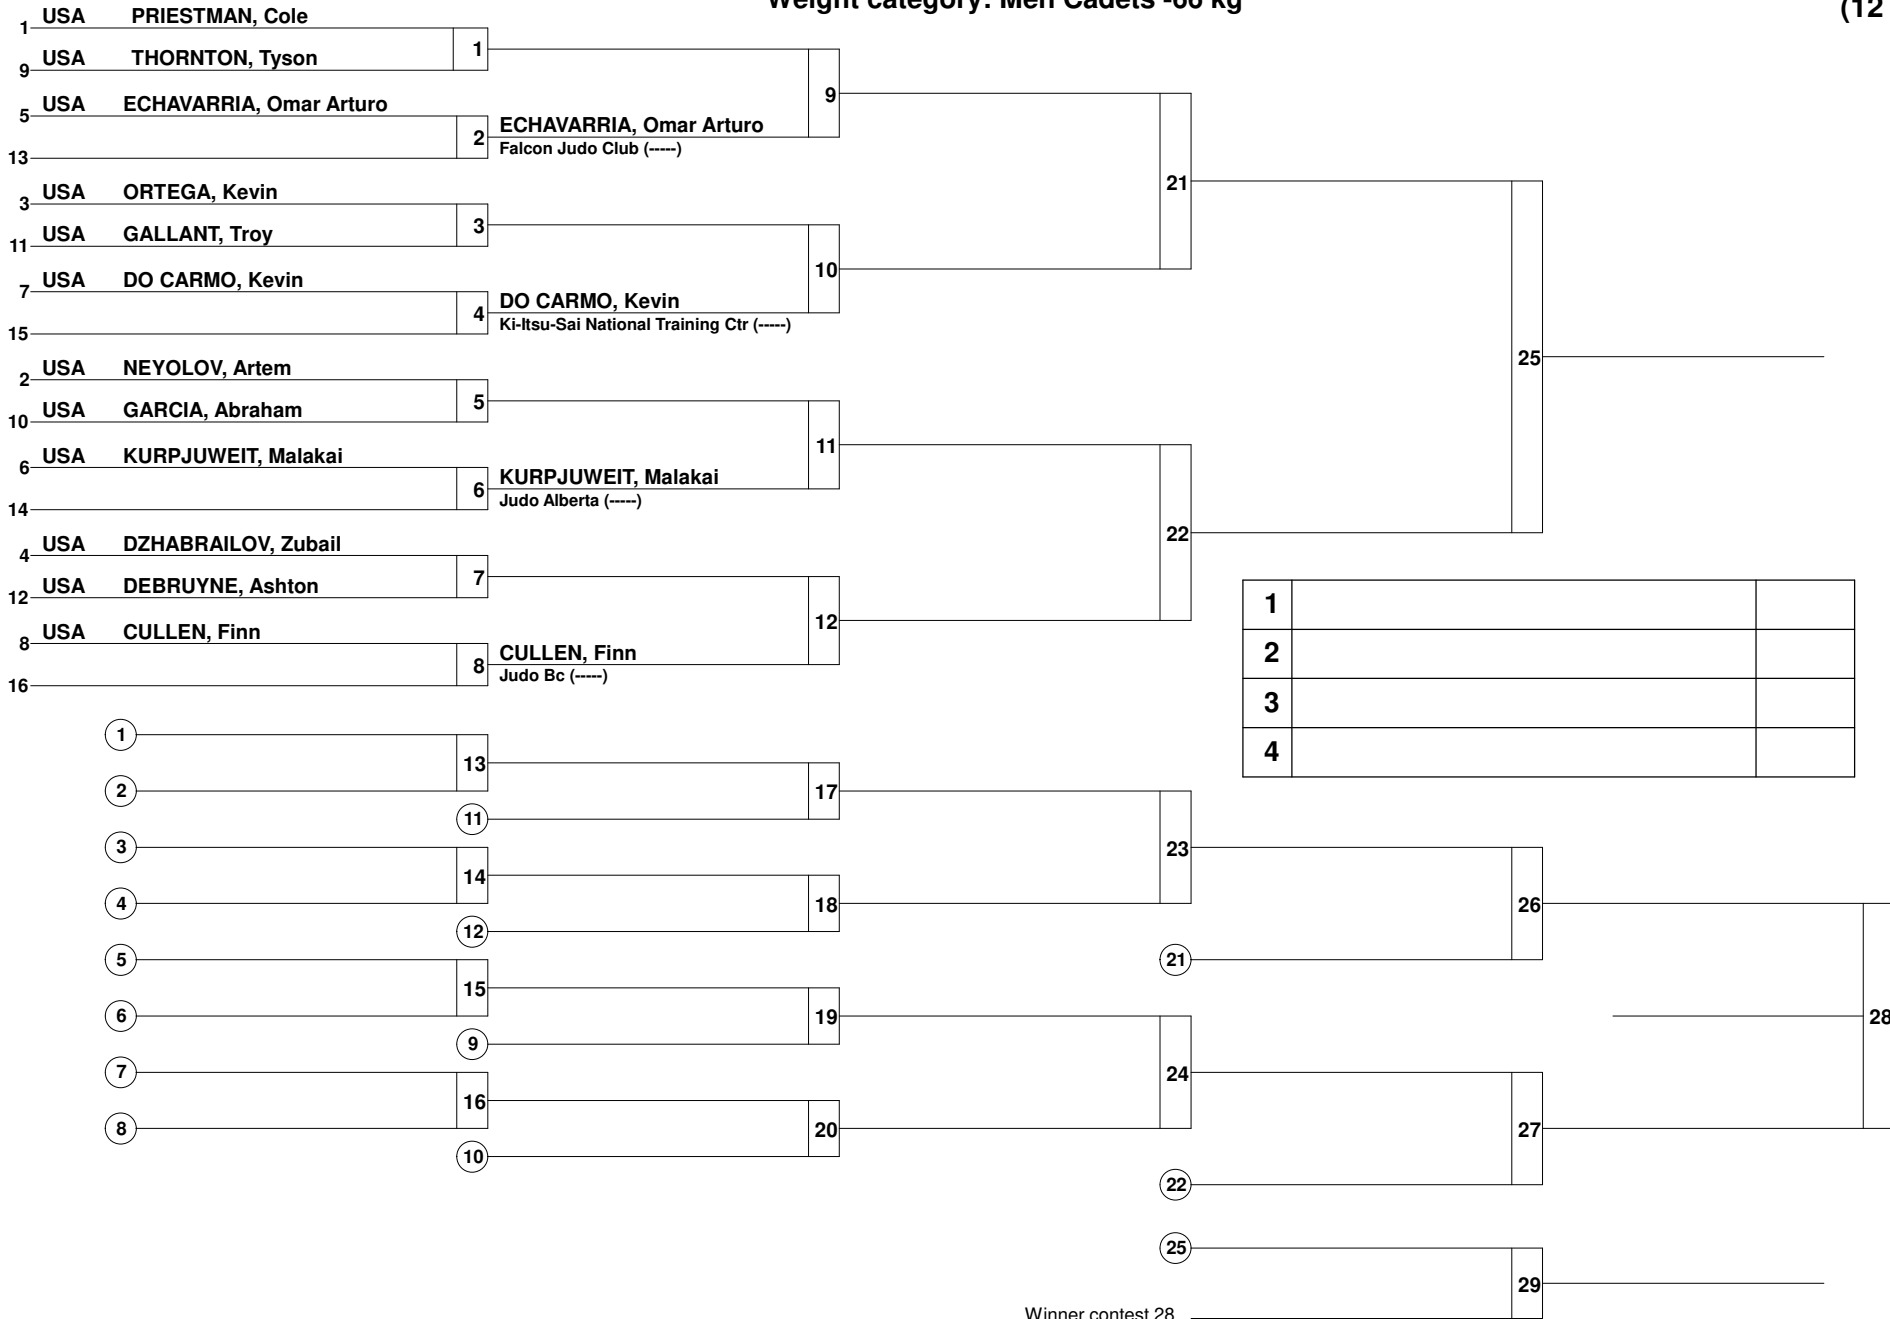 Weight category: Men Cadets -66 kg
(12
1 USA PRIESTMAN, Cole
1
9 USA THORNTON, Tyson
9
5 USA ECHAVARRIA, Omar Arturo
2 ECHAVARRIA, Omar Arturo
Falcon Judo Club (-----)
13
21
3 USA ORTEGA, Kevin
3
11 USA GALLANT, Troy
10
7 USA DO CARMO, Kevin
4 DO CARMO, Kevin
Ki-Itsu-Sai National Training Ctr (-----)
15
25
2 USA NEYOLOV, Artem
5
10 USA GARCIA, Abraham
11
6 USA KURPJUWEIT, Malakai
6 KURPJUWEIT, Malakai
Judo Alberta (-----)
14
22
4 USA DZHABRAILOV, Zubail
7
12 USA DEBRUYNE, Ashton
12
8 USA CULLEN, Finn
8 CULLEN, Finn
Judo Bc (-----)
16
1
2
3
4
1
13
2
17
11
3
23
14
4
18
26
12
5
21
15
6
19
28
9
7
24
16
8
20
27
10
22
25
29
Winner contest 28